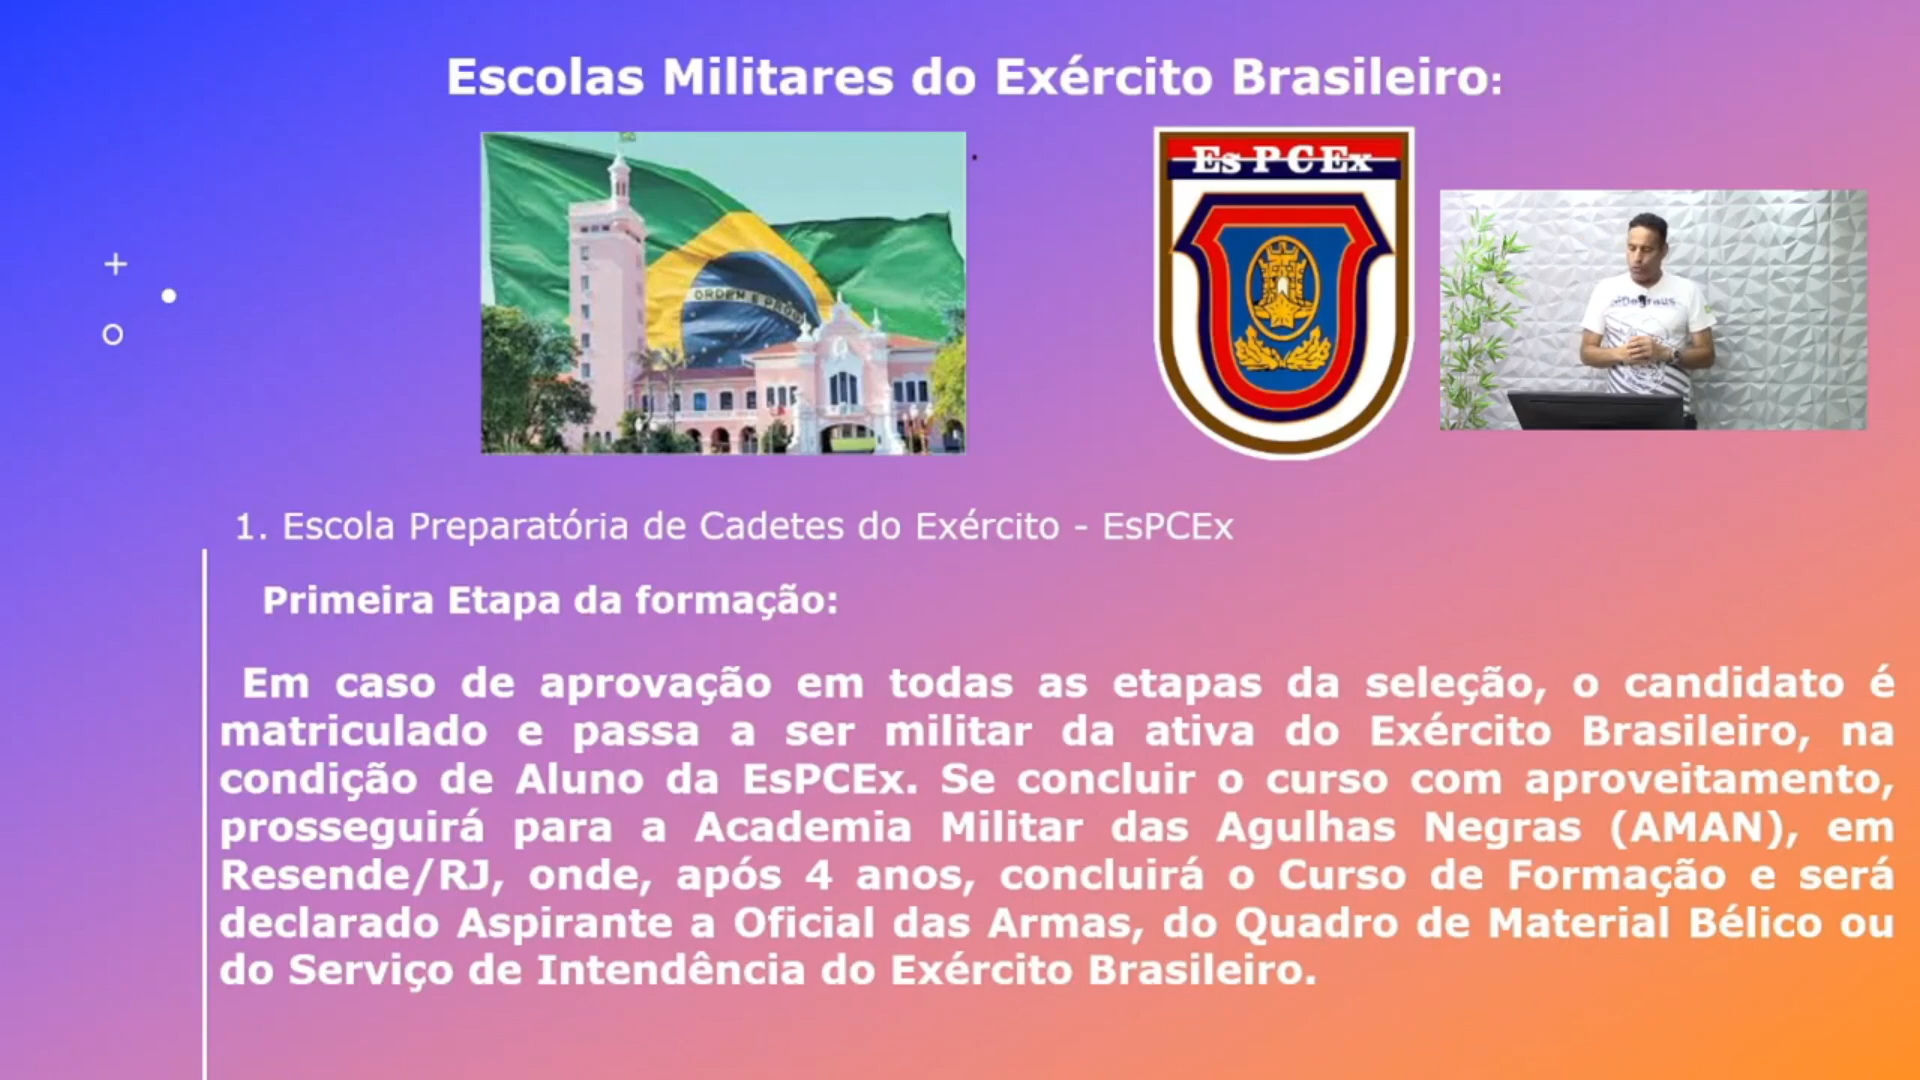 Escolas Militares do Exército Brasileiro:
Es P C Ex
ORDEM E PROG
1. Escola Preparatória de Cadetes do Exército - EsPCEx
Primeira Etapa da formação:
Em caso de aprovação em todas as etapas da seleção, o candidato é
matriculado e passa a ser militar da ativa do Exército Brasileiro, na
condição de Aluno da EsPCEx. Se concluir o curso com aproveitamento,
prosseguirá para a Academia Militar das Agulhas Negras (AMAN), em
Resende/RJ, onde, após 4 anos, concluirá o Curso de Formação e será
declarado Aspirante a Oficial das Armas, do Quadro de Material Bélico ou
do Serviço de Intendência do Exército Brasileiro.